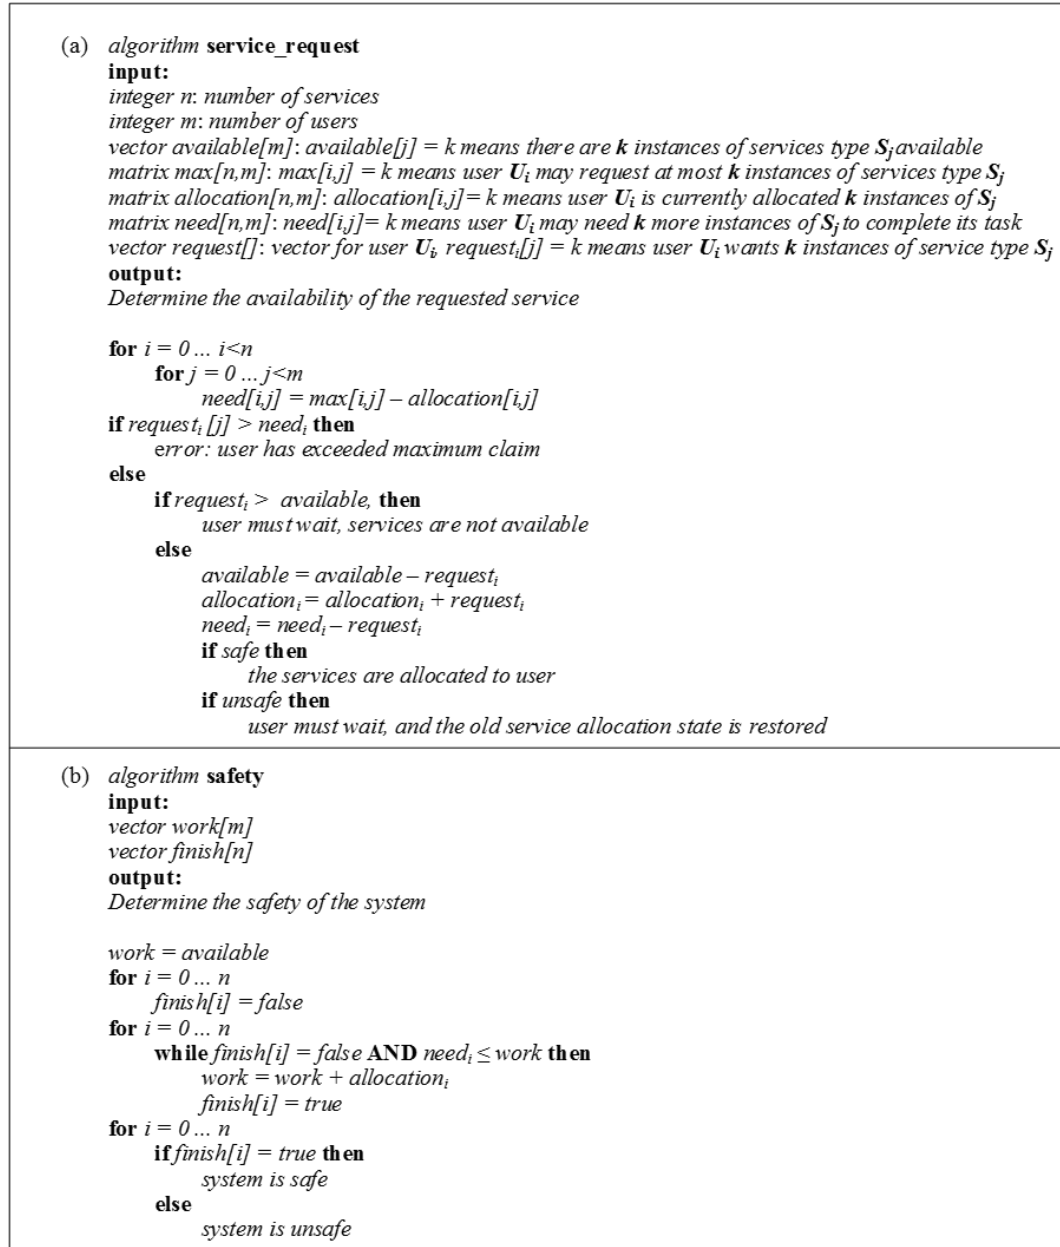 (a) algorithm service_request
input:
integer n: number of services
integer m: number of users
vector available[m]: available[j] = k means there are k instances of services type Sj available
matrix max[n,m]: max[i,j] = k means user Ui may request at most k instances of services type Sj
matrix allocation[n,m]: allocation[i,j]= k means user Ui is currently allocated k instances of Sj
matrix need[n,m]: need[i,j]= k means user Ui may need k more instances of Sj to complete its task
vector request[]: vector for user Ui, requesti[j] = k means user Ui wants k instances of service type Sj
output:
Determine the availability of the requested service
for i = 0 ... i<n
for j = 0 ... j<m
need[i,j] = max[i,j] – allocation[i,j]
if requesti [j] > needi then
error: user has exceeded maximum claim
else
if requesti > available, then
user must wait, services are not available
else
available = available – requesti
allocationi = allocationi + requesti
needi = needi – requesti
if safe then
the services are allocated to user
if unsafe then
user must wait, and the old service allocation state is restored
(b) algorithm safety
input:
vector work[m]
vector finish[n]
output:
Determine the safety of the system
work = available
for i = 0 ... n
finish[i] = false
for i = 0 ... n
while finish[i] = false AND needi ≤ work then
work = work + allocationi
finish[i] = true
for i = 0 ... n
if finish[i] = true then
system is safe
else
system is unsafe